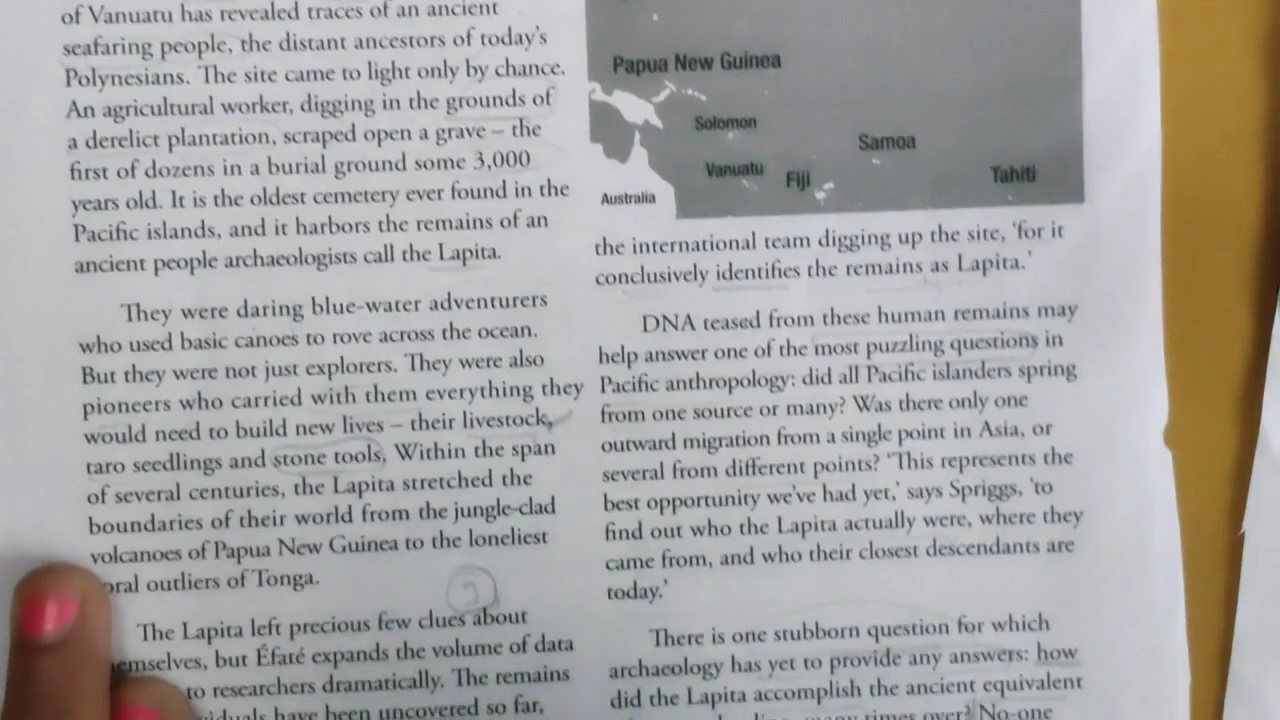 of Vanuatu has revealed traces of an ancient
seafaring people, the distant ancestors of today's
Polynesians. The site came to light only by chance.
An agricultural worker, digging in the grounds of
a derelict plantation, scraped open a grave – the
first of dozens in a burial ground some 3,000
years old. It is the oldest cemetery ever found in the
Pacific islands, and it harbors the remains of an
ancient people archaeologists call the Lapita.
They were daring blue-water adventurers
who used basic canoes to rove across the ocean.
But they were not just explorers. They were also
pioneers who carried with them everything they
would need to build new lives – their livestock,
taro seedlings and stone tools. Within the span
of several centuries, the Lapita stretched the
boundaries of their world from the jungle-clad
volcanoes of Papua New Guinea to the loneliest
oral outliers of Tonga.
2
The Lapita left precious few clues about
emselves, but Éfaté expands the volume of data
to researchers dramatically. The remains
iduals have been uncovered so far,
Papua New Guinea
Solomon
Samoa
Vanuatu
Fiji
Tahiti
Australia
the international team digging up the site, 'for it
conclusively identifies the remains as Lapita.'
DNA teased from these human remains may
help answer one of the most puzzling questions in
Pacific anthropology: did all Pacific islanders spring
from one source or many? Was there only one
outward migration from a single point in Asia, or
several from different points? 'This represents the
best opportunity we've had yet,' says Spriggs, 'to
find out who the Lapita actually were, where they
came from, and who their closest descendants are
today.'
There is one stubborn question for which
archaeology has yet to provide any answers: how
did the Lapita accomplish the ancient equivalent
many times over? No-one